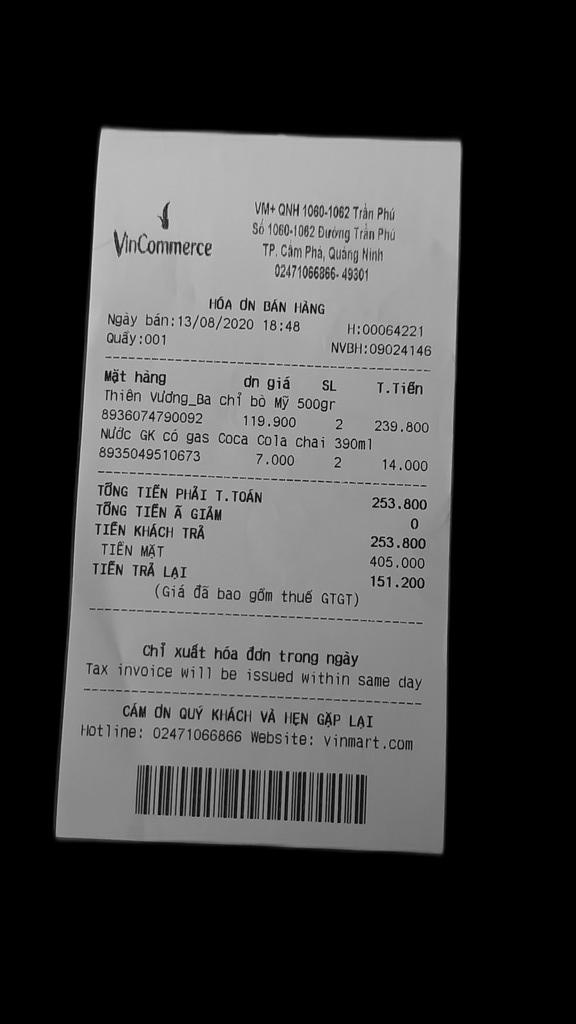 VinCommerce
VM+ QNH 1060-1062 Trần Phú
Số 1060-1062 Đường Trần Phú
TP. Cẩm Phả, Quảng Ninh
02471066866- 49301
HÓA ƠN BÁN HÀNG
Ngày bán:13/08/2020 18:48 H:00064221
Quầy:001 NVBH:09024146
Mặt hàng ơn giá SL T.Tiền
Thiên Vương_Ba chỉ bò Mỹ 500gr
8936074790092 119.900 2 239.800
Nước GK có gas Coca Cola chai 390ml
8935049510673 7.000 2 14.000
TỔNG TIỀN PHẢI T.TOÁN 253.800
TỔNG TIỀN Ã GIẢM 0
TIỀN KHÁCH TRẢ 253.800
TIỀN MẶT 405.000
TIỀN TRẢ LẠI 151.200
(Giá đã bao gồm thuế GTGT)
Chỉ xuất hóa đơn trong ngày
Tax invoice will be issued within same day
CÁM ƠN QUÝ KHÁCH VÀ HẸN GẶP LẠI
Hotline: 02471066866 Website: vinmart.com